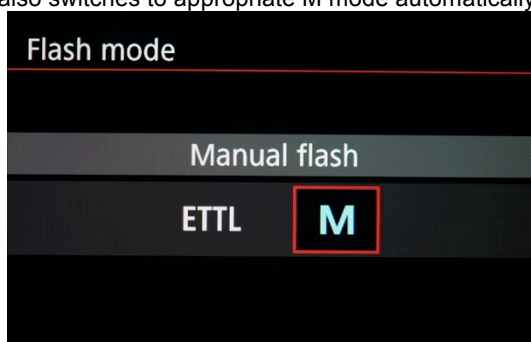 also switches to appropriate M mode automatically
Flash mode
Manual flash
ETTL M